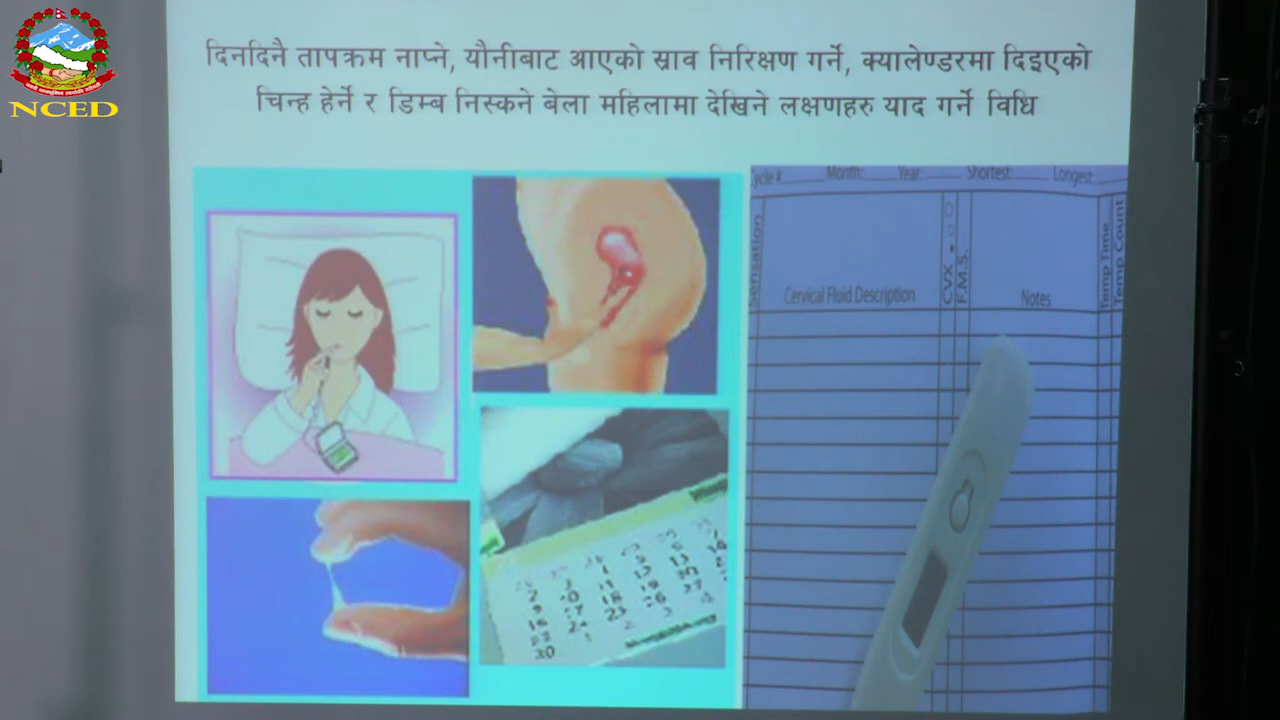 NCED
दिनदिनै तापक्रम नाप्ने, यौनीबाट आएको स्राव निरिक्षण गर्ने, क्यालेण्डरमा दिइएको
चिन्ह हेर्ने र डिम्ब निस्कने बेला महिलामा देखिने लक्षणहरु याद गर्ने विधि
ycle # Month: Year: Shortest: Longest:
Sensation
Cervical Fluid Description
CVX
F.M.S.
Notes
Temp Time
Temp Count